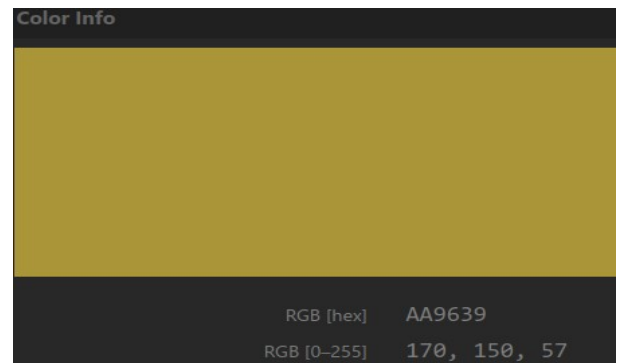 Color Info
RGB [hex] AA9639
RGB [0–255] 170, 150, 57